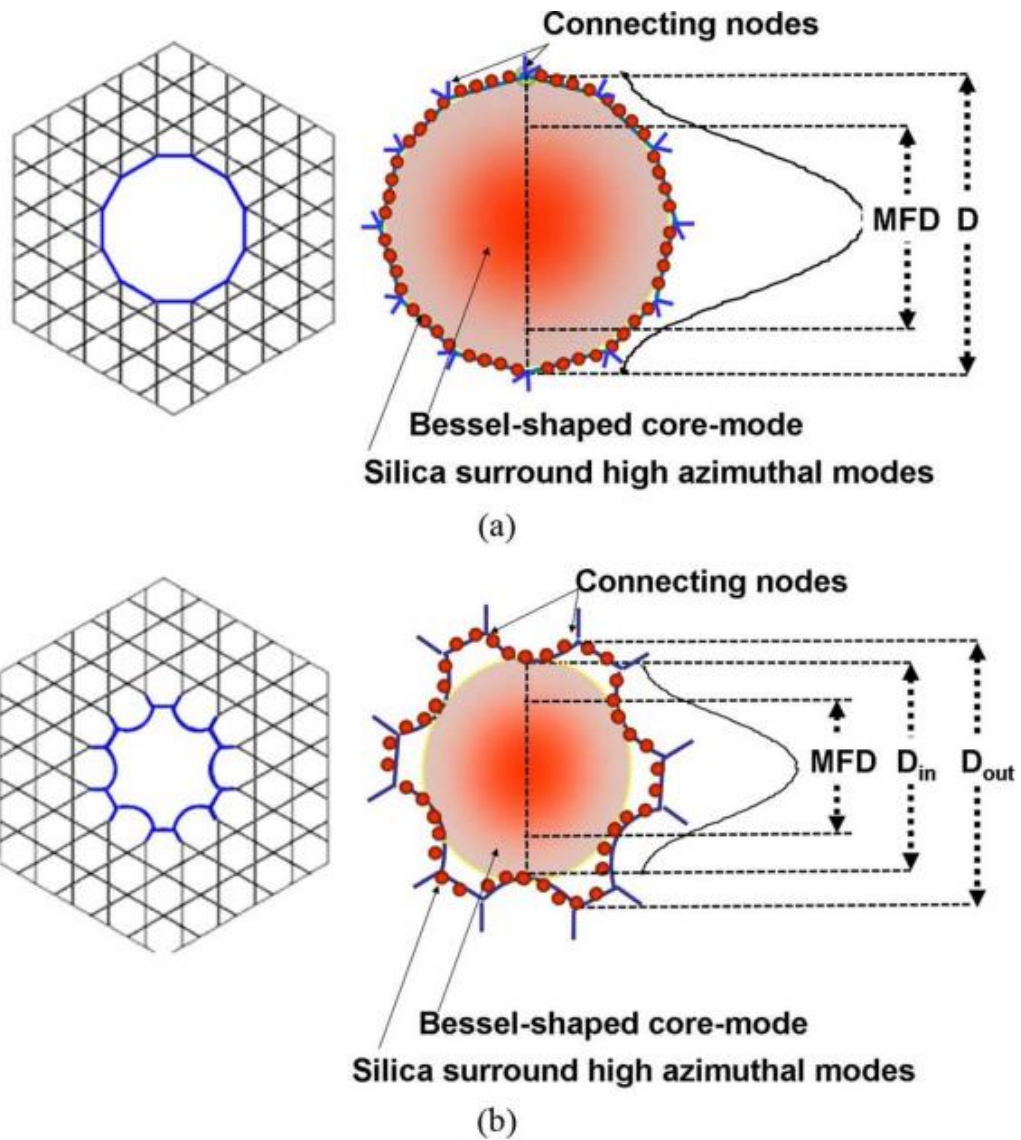 Connecting nodes
MFD D
Bessel-shaped core-mode
Silica surround high azimuthal modes
(a)
Connecting nodes
MFD Din Dout
Bessel-shaped core-mode
Silica surround high azimuthal modes
(b)